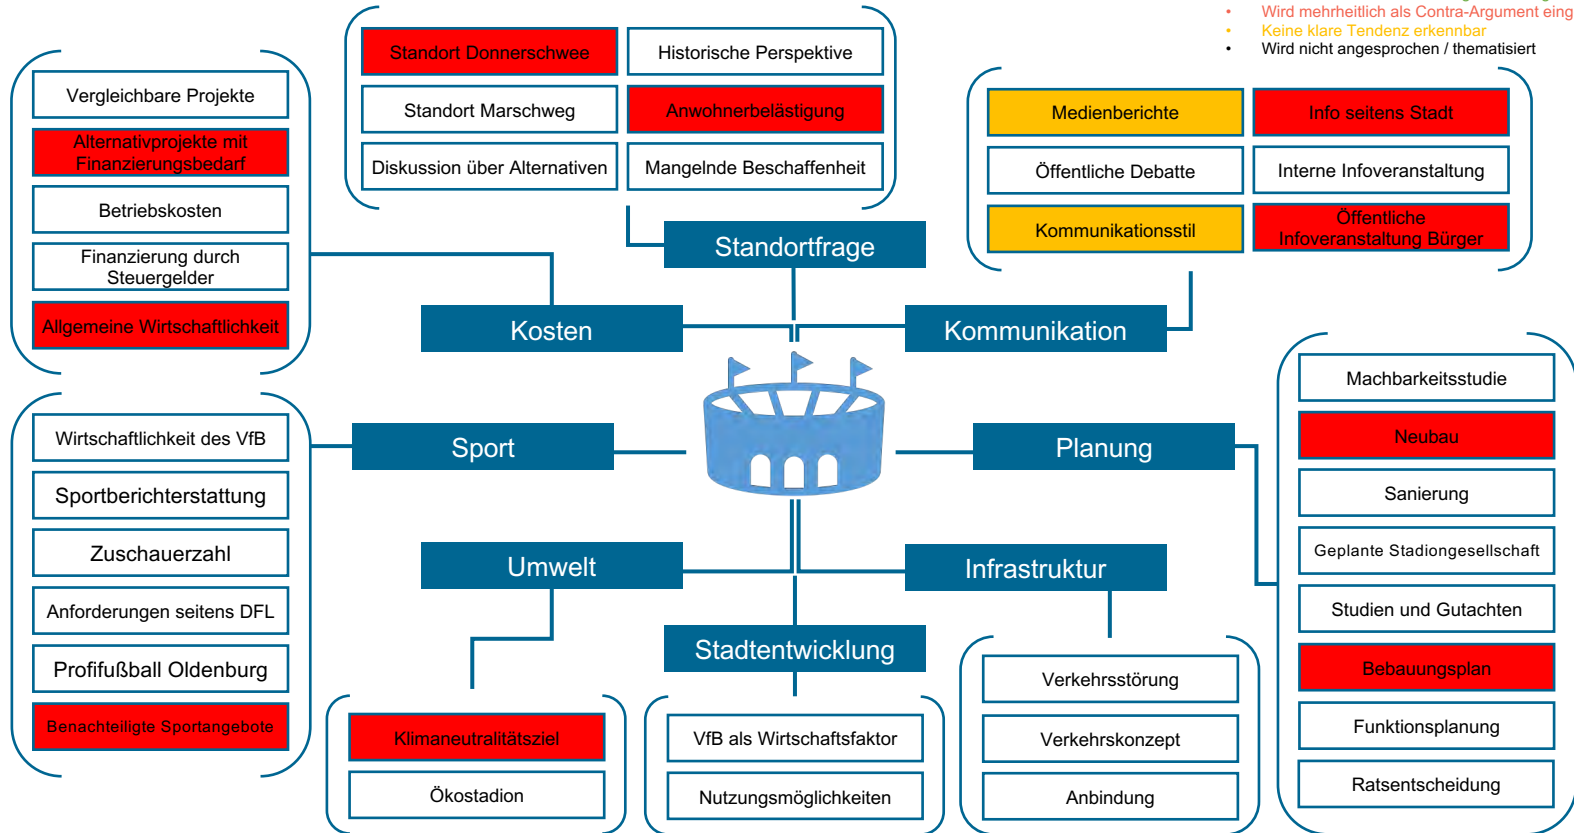 • Wird mehrheitlich als Contra-Argument eing
• Keine klare Tendenz erkennbar
• Wird nicht angesprochen / thematisiert
Standort Donnerschwee
Historische Perspektive
Standort Marschweg
Anwohnerbelästigung
Diskussion über Alternativen
Mangelnde Beschaffenheit
Vergleichbare Projekte
Alternativprojekte mit
Finanzierungsbedarf
Betriebskosten
Finanzierung durch
Steuergelder
Allgemeine Wirtschaftlichkeit
Medienberichte
Info seitens Stadt
Öffentliche Debatte
Interne Infoveranstaltung
Kommunikationsstil
Öffentliche
Infoveranstaltung Bürger
Standortfrage
Kosten
Kommunikation
Sport
Planung
Umwelt
Infrastruktur
Stadtentwicklung
Wirtschaftlichkeit des VfB
Sportberichterstattung
Zuschauerzahl
Anforderungen seitens DFL
Profifußball Oldenburg
Benachteiligte Sportangebote
Machbarkeitsstudie
Neubau
Sanierung
Geplante Stadiongesellschaft
Studien und Gutachten
Bebauungsplan
Funktionsplanung
Ratsentscheidung
Klimaneutralitätsziel
Ökostadion
VfB als Wirtschaftsfaktor
Nutzungsmöglichkeiten
Verkehrsstörung
Verkehrskonzept
Anbindung